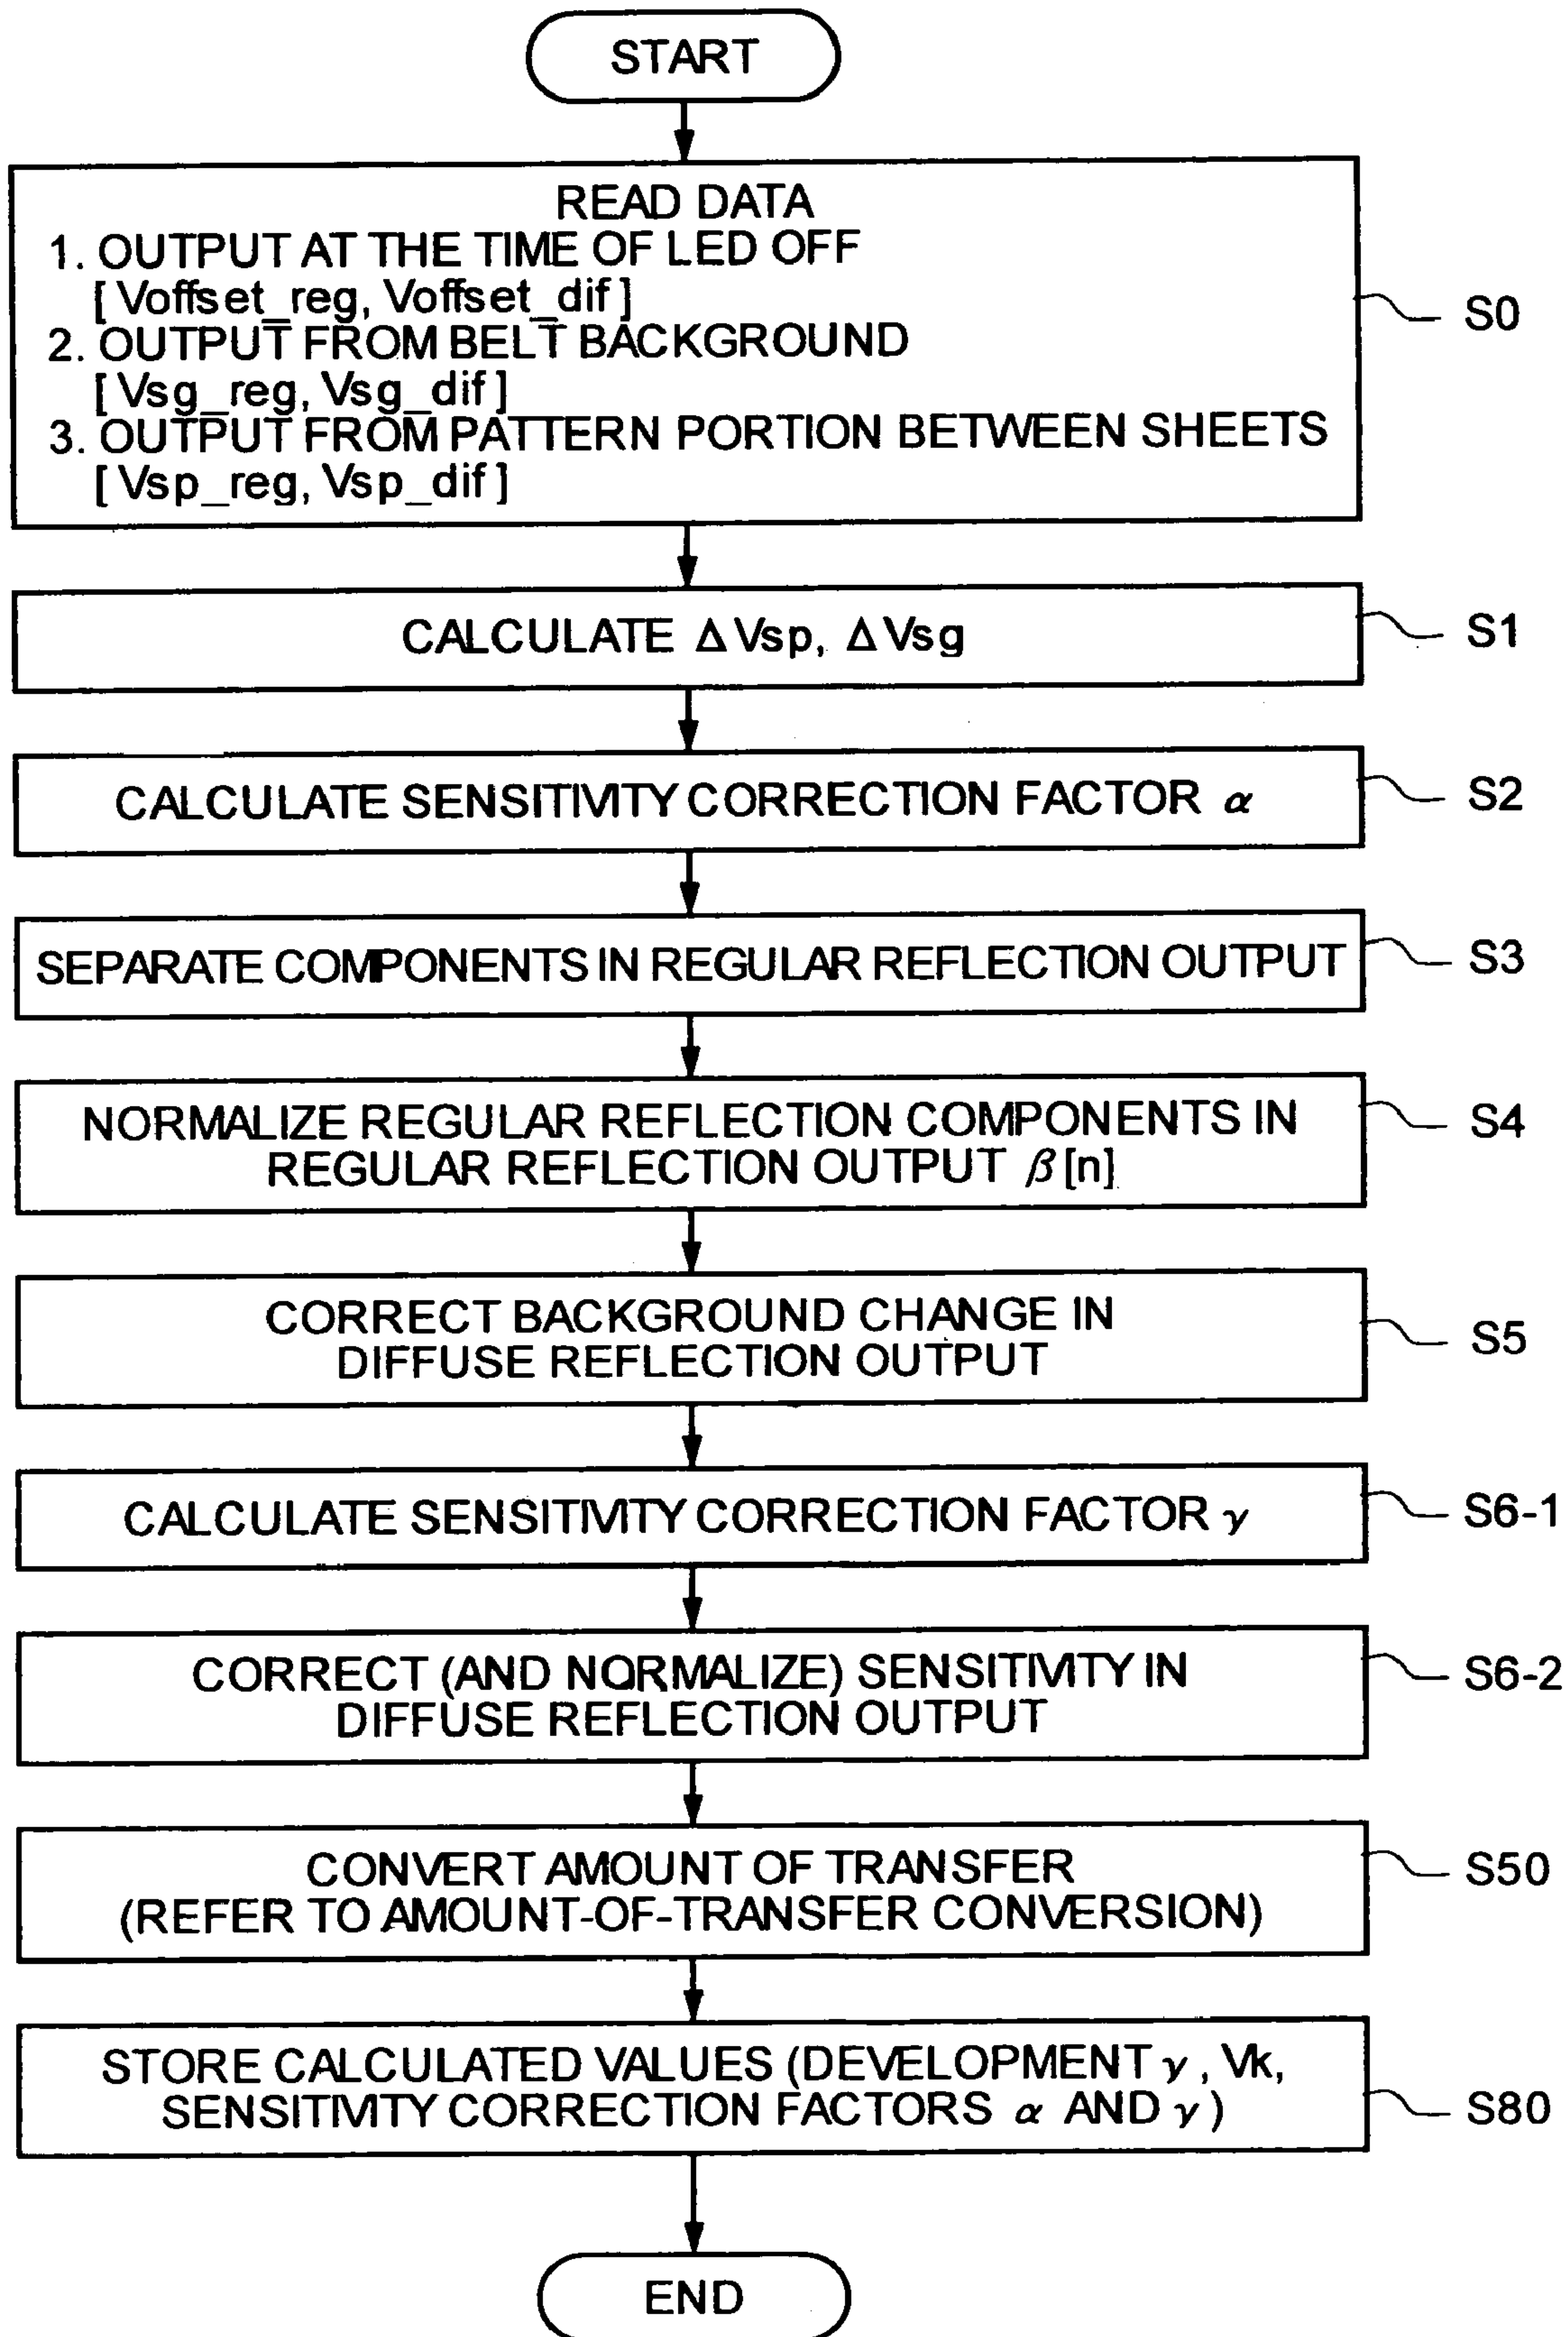 START
READ DATA
1. OUTPUT AT THE TIME OF LED OFF
[Voffset_reg, Voffset_dif]
2. OUTPUT FROM BELT BACKGROUND
[Vsg_reg, Vsg_dif]
3. OUTPUT FROM PATTERN PORTION BETWEEN SHEETS
[Vsp_reg, Vsp_dif]
S0
CALCULATE ΔVsp, ΔVsg
S1
CALCULATE SENSITIVITY CORRECTION FACTOR α
S2
SEPARATE COMPONENTS IN REGULAR REFLECTION OUTPUT
S3
NORMALIZE REGULAR REFLECTION COMPONENTS IN
REGULAR REFLECTION OUTPUT β[n]
S4
CORRECT BACKGROUND CHANGE IN
DIFFUSE REFLECTION OUTPUT
S5
CALCULATE SENSITIVITY CORRECTION FACTOR γ
S6-1
CORRECT (AND NORMALIZE) SENSITIVITY IN
DIFFUSE REFLECTION OUTPUT
S6-2
CONVERT AMOUNT OF TRANSFER
(REFER TO AMOUNT-OF-TRANSFER CONVERSION)
S50
STORE CALCULATED VALUES (DEVELOPMENT γ, Vk,
SENSITIVITY CORRECTION FACTORS α AND γ)
S80
END